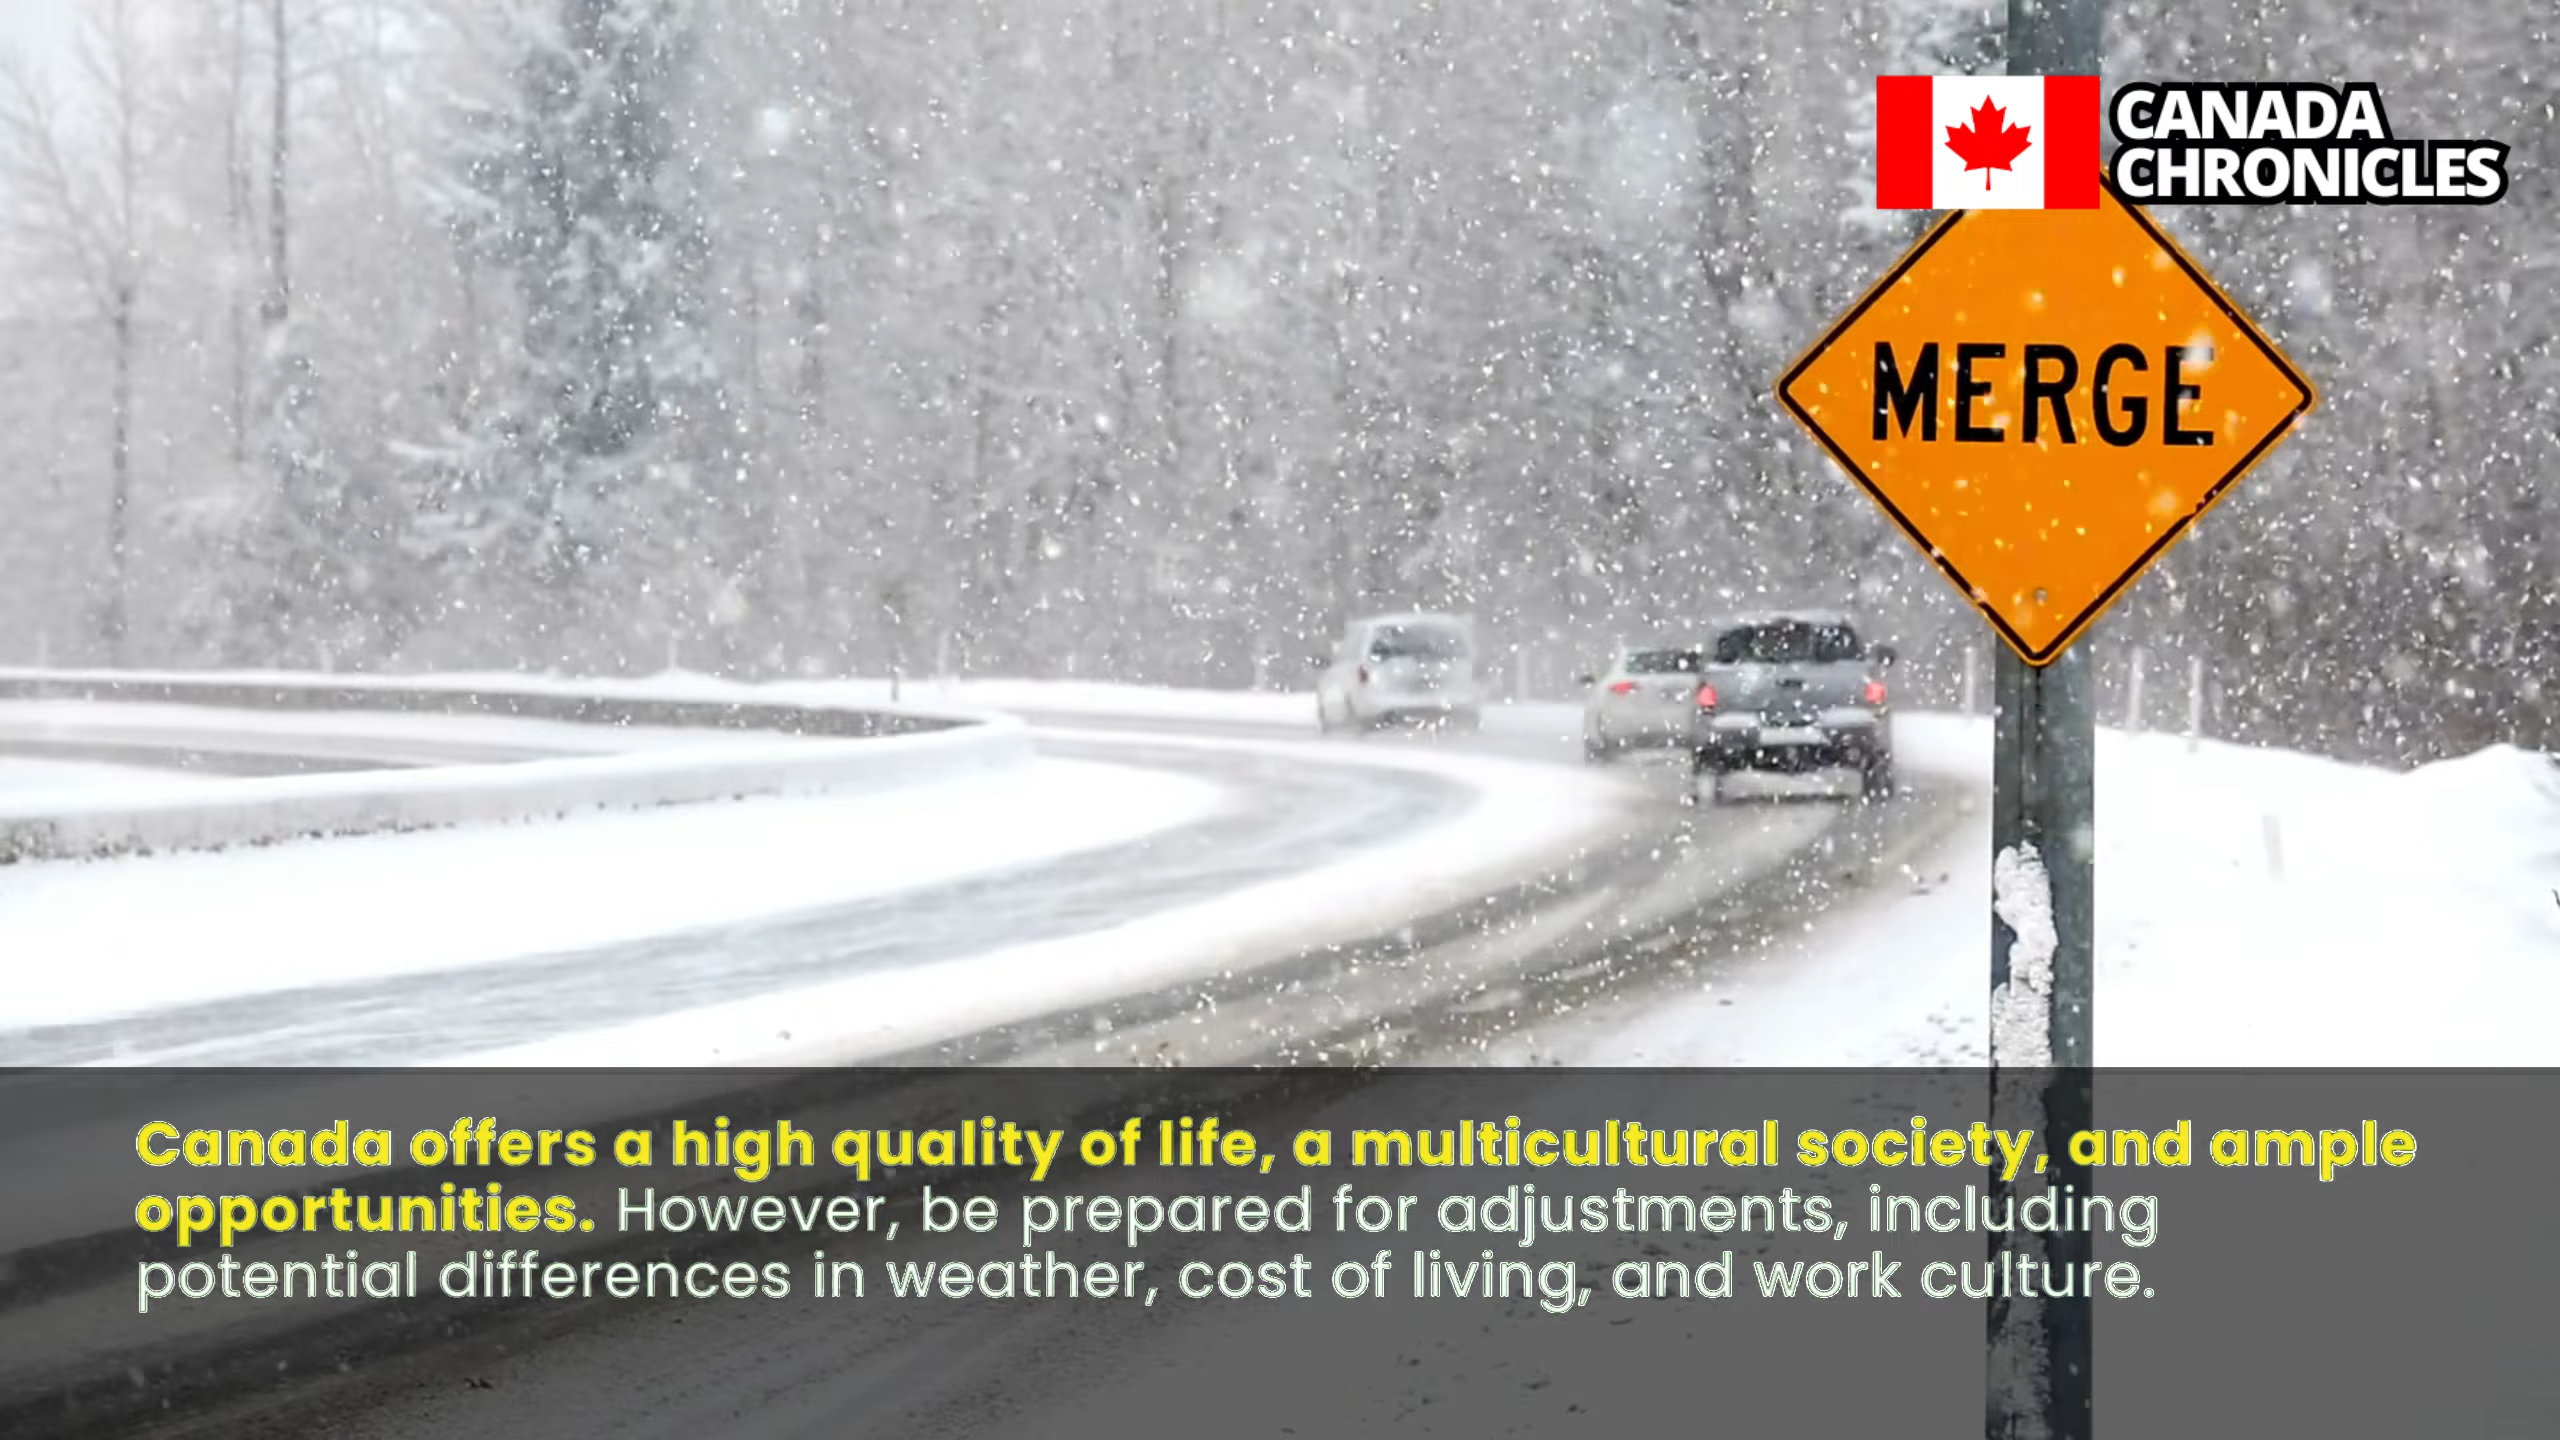 CANADA
CHRONICLES
MERGE
Canada offers a high quality of life, a multicultural society, and ample
opportunities. However, be prepared for adjustments, including
potential differences in weather, cost of living, and work culture.